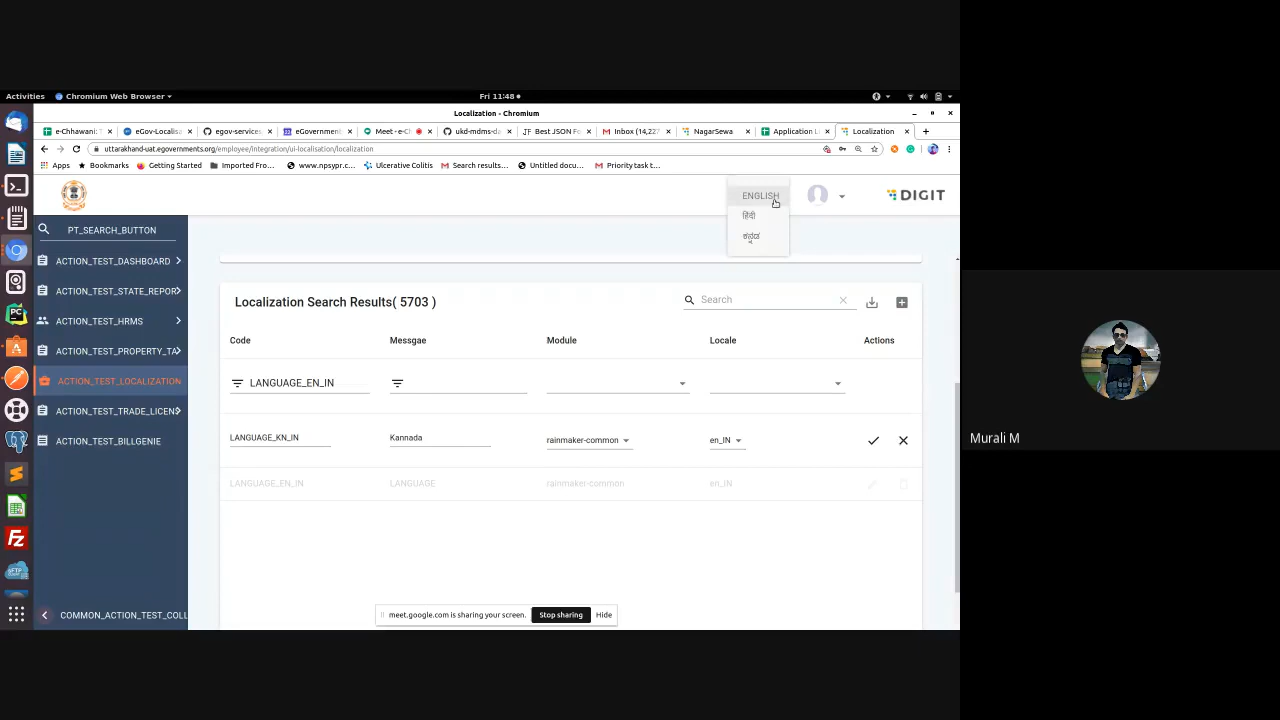 Activities Chromium Web Browser Fri 11:48
Localization - Chromium
e-Chhawani: eGov-Localisa egov-services eGovernment Meet - e-C ukd-mdms-da Best JSON Fo Inbox (14,227 NagarSewa Application L Localization
uttarakhand-uat.egovernments.org/employee/integration/ui-localisation/localization
Apps Bookmarks Getting Started Imported Fro... www.npsypr.c... Ulcerative Colitis Search results... Untitled docu... Priority task t...
ENGLISH
हिंदी
ಕನ್ನಡ
DIGIT
PT_SEARCH_BUTTON
ACTION_TEST_DASHBOARD
ACTION_TEST_STATE_REPOR
ACTION_TEST_HRMS
ACTION_TEST_PROPERTY_TA
ACTION_TEST_LOCALIZATION
ACTION_TEST_TRADE_LICENS
ACTION_TEST_BILLGENIE
COMMON_ACTION_TEST_COLL
Localization Search Results( 5703 ) Search
Code Messgae Module Locale Actions
LANGUAGE_EN_IN
LANGUAGE_KN_IN Kannada rainmaker-common en_IN
LANGUAGE_EN_IN LANGUAGE rainmaker-common en_IN
meet.google.com is sharing your screen. Stop sharing Hide
Murali M